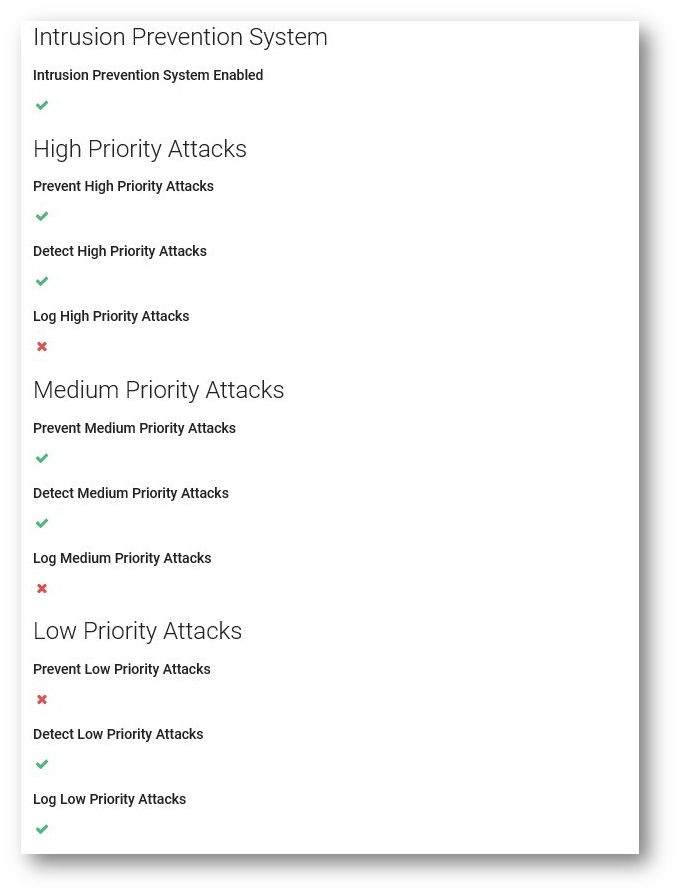 Intrusion Prevention System
Intrusion Prevention System Enabled
High Priority Attacks
Prevent High Priority Attacks
Detect High Priority Attacks
Log High Priority Attacks
Medium Priority Attacks
Prevent Medium Priority Attacks
Detect Medium Priority Attacks
Log Medium Priority Attacks
Low Priority Attacks
Prevent Low Priority Attacks
Detect Low Priority Attacks
Log Low Priority Attacks